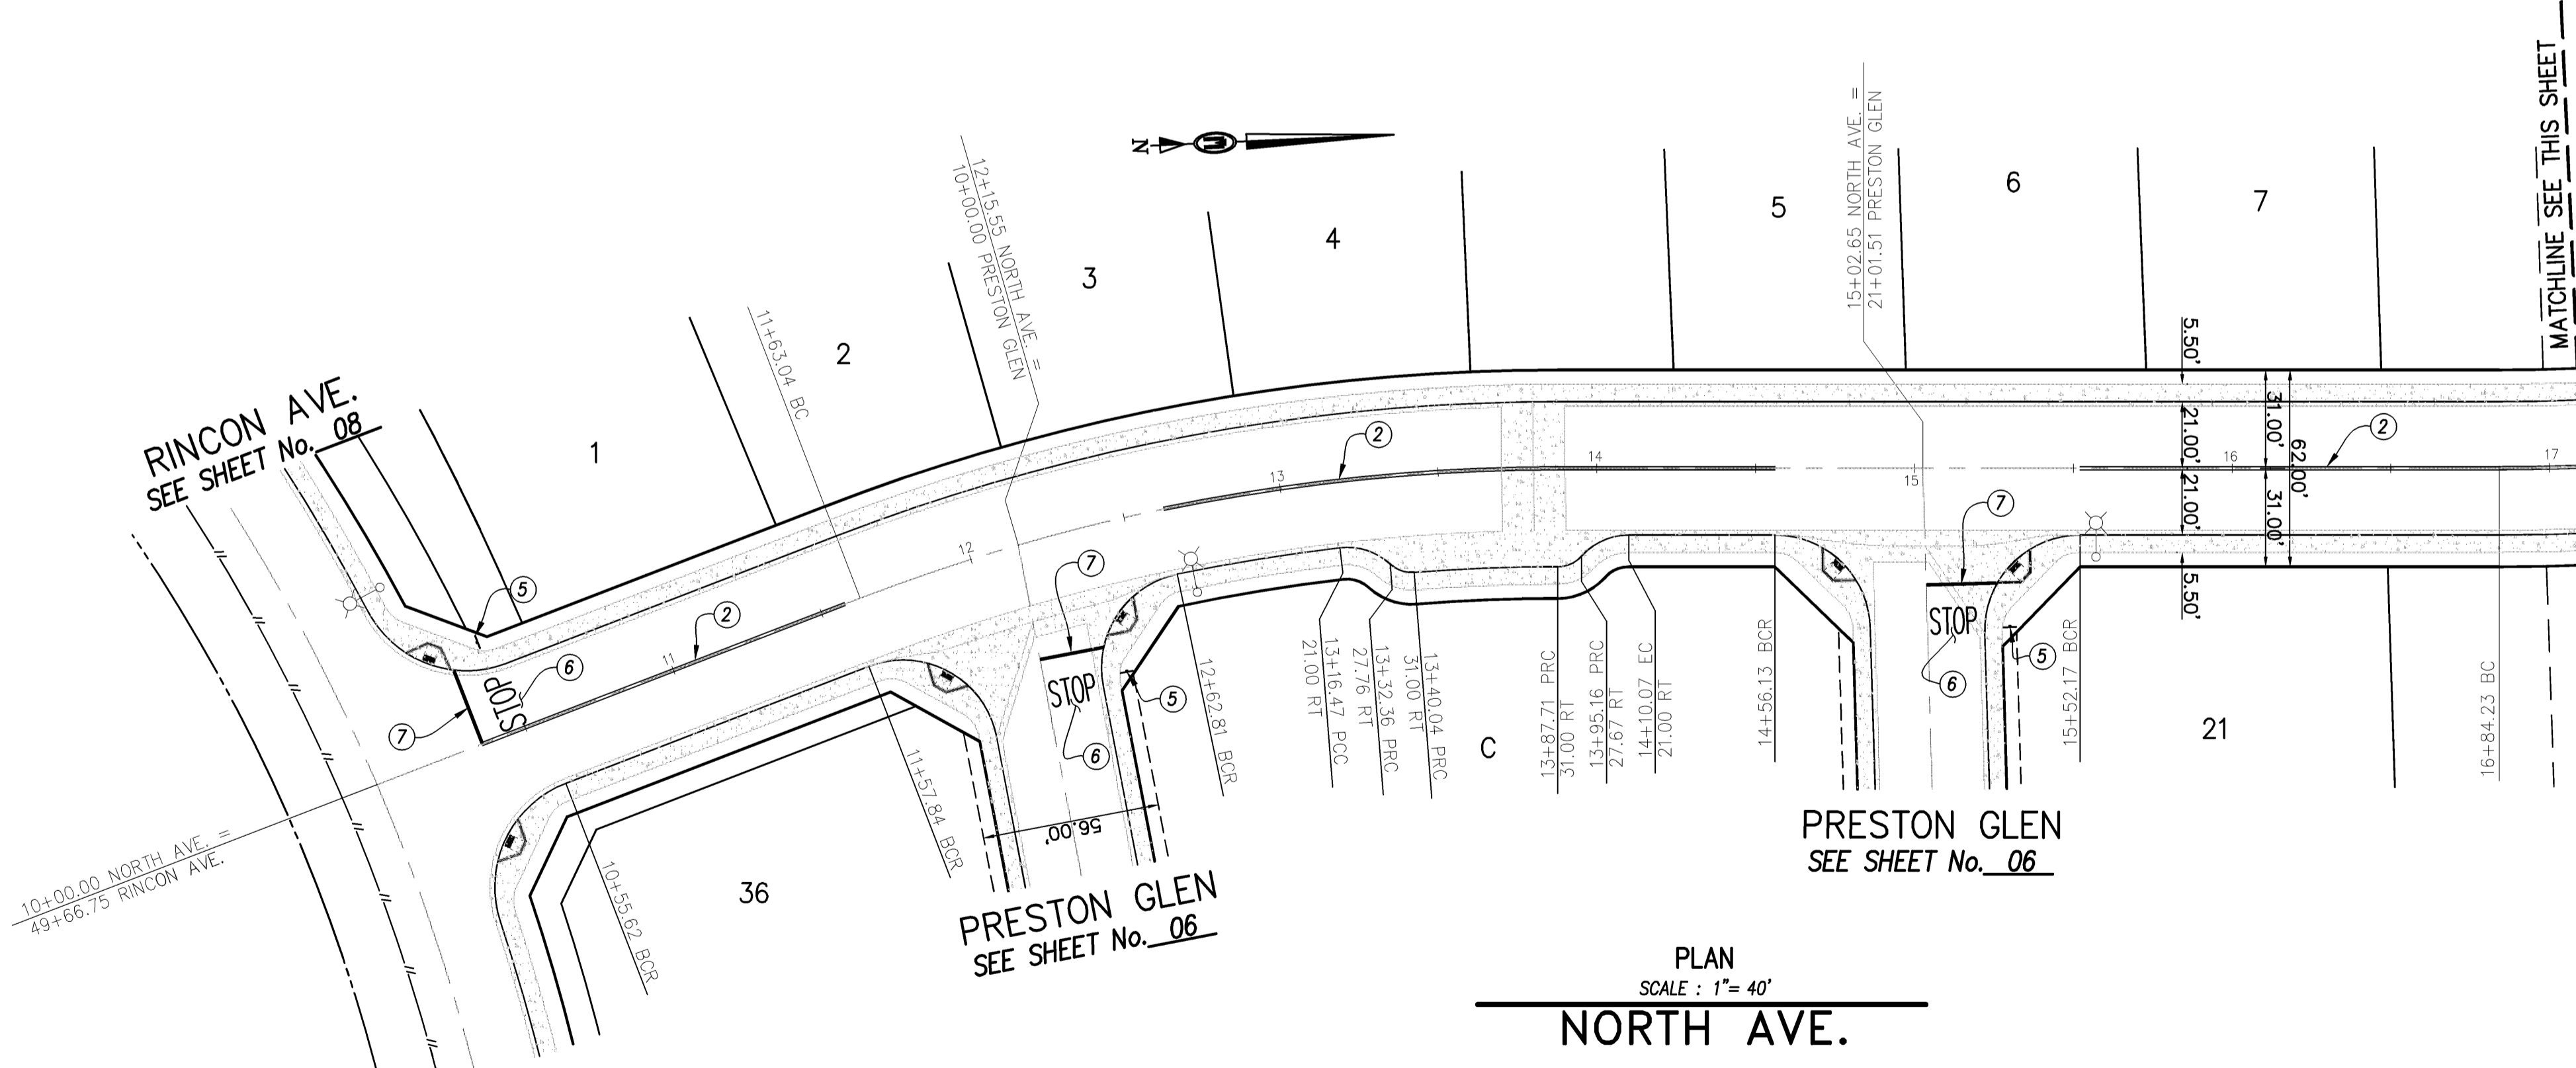 MATCHLINE SEE THIS SHEET
N
RINCON AVE.
SEE SHEET No. 08
1
2
3
4
5
6
7
11+63.04 BC
12+15.55 NORTH AVE. =
10+00.00 PRESTON GLEN
15+02.65 NORTH AVE. =
21+01.51 PRESTON GLEN
5.50'
21.00'
31.00'
62.00'
21.00'
31.00'
5.50'
2
2
2
11
12
13
14
15
16
17
5
6
7
STOP
7
STOP
5
6
7
STOP
5
6
10+00.00 NORTH AVE. =
49+66.75 RINCON AVE.
36
10+55.62 BCR
11+57.84 BCR
56.00'
12+62.81 BCR
13+16.47 PCC
21.00 RT
13+32.36 PRC
27.76 RT
13+40.04 PRC
31.00 RT
C
13+87.71 PRC
31.00 RT
13+95.16 PRC
27.67 RT
14+10.07 EC
21.00 RT
14+56.13 BCR
15+52.17 BCR
21
16+84.23 BC
PRESTON GLEN
SEE SHEET No. 06
PRESTON GLEN
SEE SHEET No. 06
PLAN
SCALE : 1"= 40'
NORTH AVE.